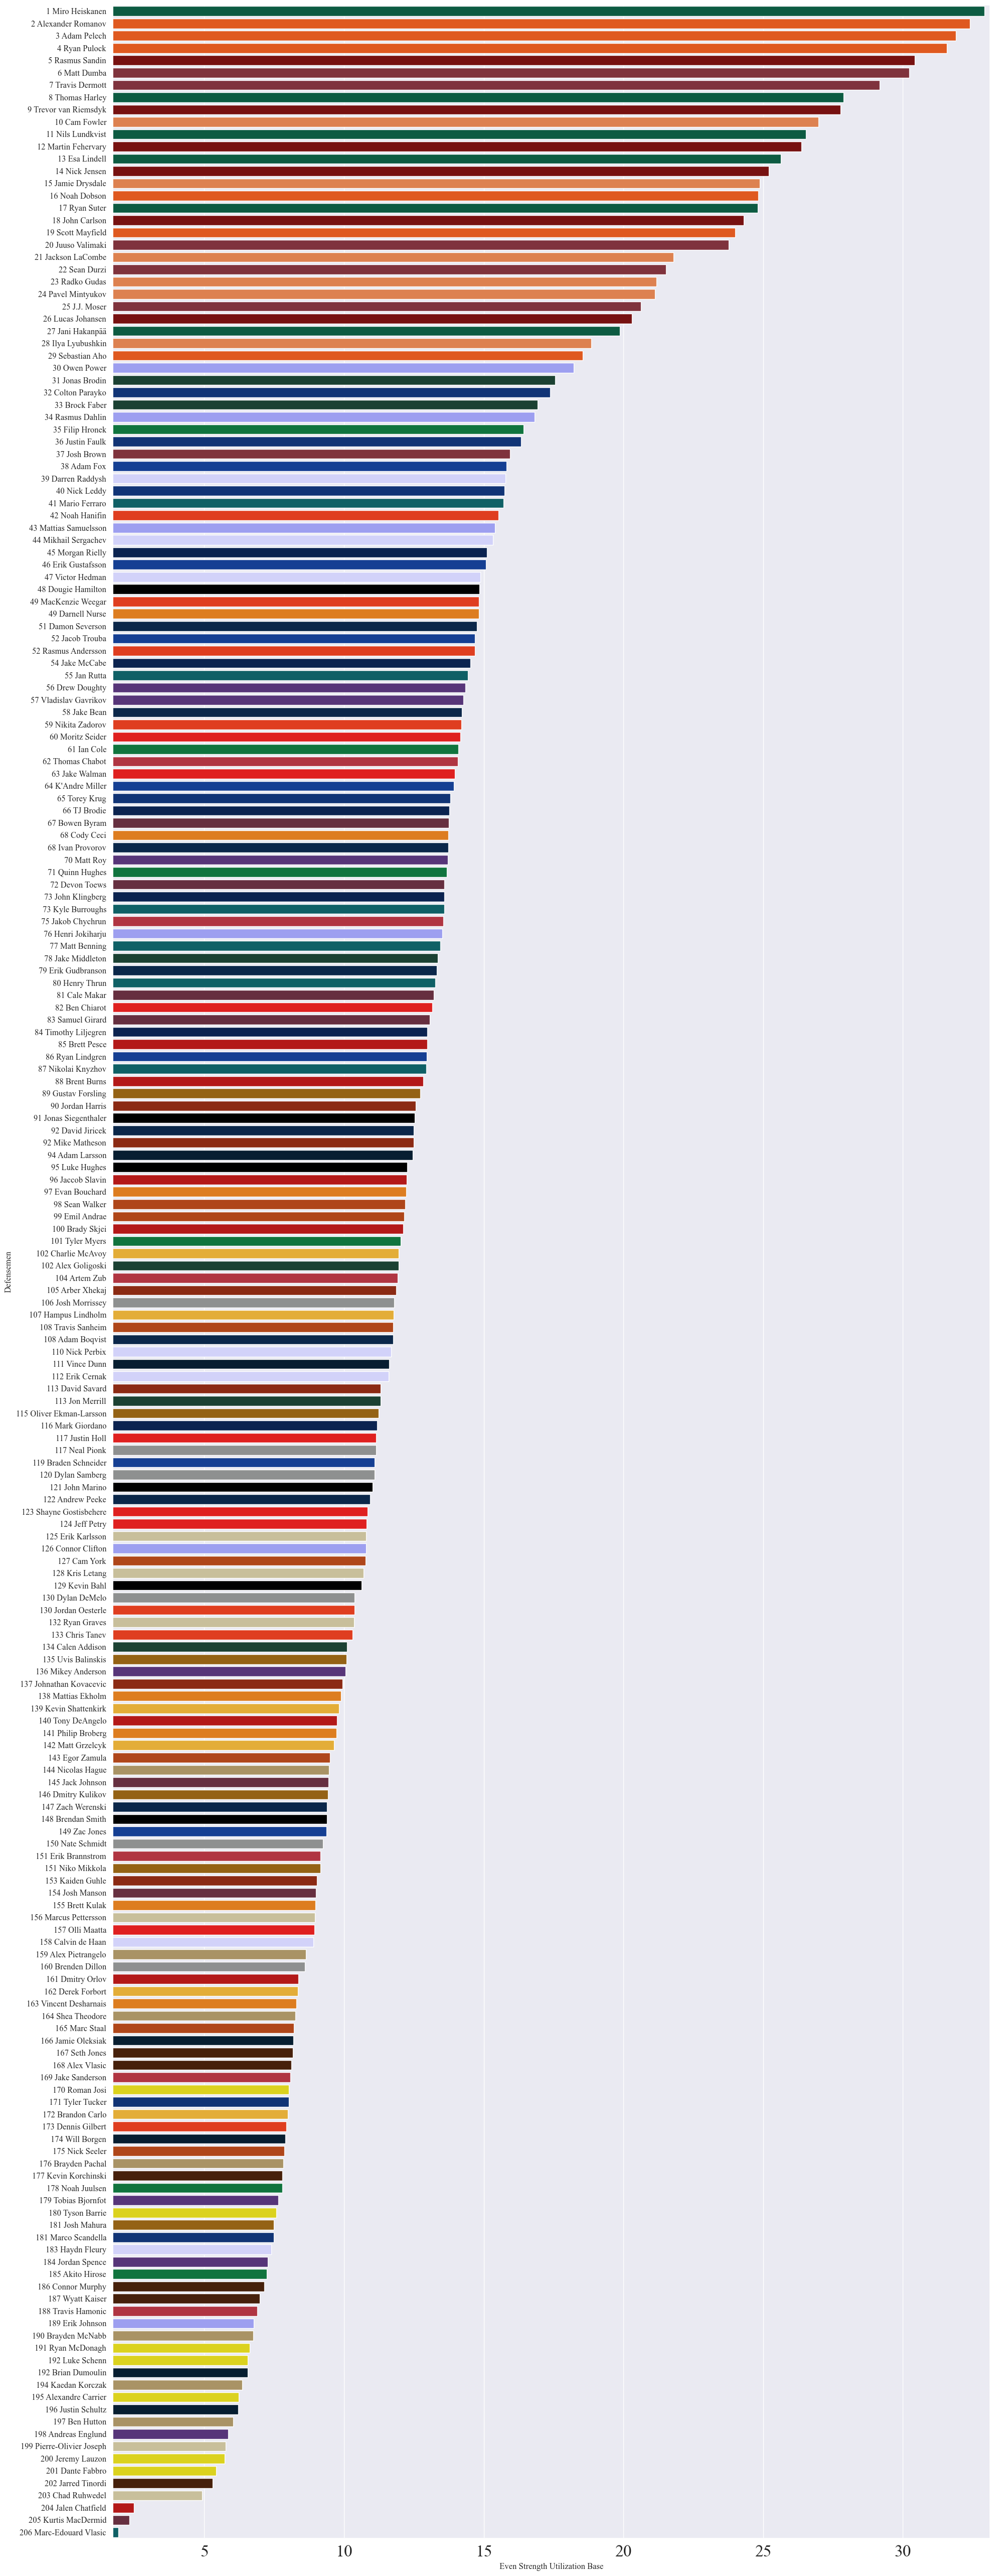 1 Miro Heiskanen
2 Alexander Romanov
3 Adam Pelech
4 Ryan Pulock
5 Rasmus Sandin
6 Matt Dumba
7 Travis Dermott
8 Thomas Harley
9 Trevor van Riemsdyk
10 Cam Fowler
11 Nils Lundkvist
12 Martin Fehervary
13 Esa Lindell
14 Nick Jensen
15 Jamie Drysdale
16 Noah Dobson
17 Ryan Suter
18 John Carlson
19 Scott Mayfield
20 Juuso Valimaki
21 Jackson LaCombe
22 Sean Durzi
23 Radko Gudas
24 Pavel Mintyukov
25 J.J. Moser
26 Lucas Johansen
27 Jani Hakanpää
28 Ilya Lyubushkin
29 Sebastian Aho
30 Owen Power
31 Jonas Brodin
32 Colton Parayko
33 Brock Faber
34 Rasmus Dahlin
35 Filip Hronek
36 Justin Faulk
37 Josh Brown
38 Adam Fox
39 Darren Raddysh
40 Nick Leddy
41 Mario Ferraro
42 Noah Hanifin
43 Mattias Samuelsson
44 Mikhail Sergachev
45 Morgan Rielly
46 Erik Gustafsson
47 Victor Hedman
48 Dougie Hamilton
49 MacKenzie Weegar
49 Darnell Nurse
51 Damon Severson
52 Jacob Trouba
52 Rasmus Andersson
54 Jake McCabe
55 Jan Rutta
56 Drew Doughty
57 Vladislav Gavrikov
58 Jake Bean
59 Nikita Zadorov
60 Moritz Seider
61 Ian Cole
62 Thomas Chabot
63 Jake Walman
64 K'Andre Miller
65 Torey Krug
66 TJ Brodie
67 Bowen Byram
68 Cody Ceci
68 Ivan Provorov
70 Matt Roy
71 Quinn Hughes
72 Devon Toews
73 John Klingberg
73 Kyle Burroughs
75 Jakob Chychrun
76 Henri Jokiharju
77 Matt Benning
78 Jake Middleton
79 Erik Gudbranson
80 Henry Thrun
81 Cale Makar
82 Ben Chiarot
83 Samuel Girard
84 Timothy Liljegren
85 Brett Pesce
86 Ryan Lindgren
87 Nikolai Knyzhov
88 Brent Burns
89 Gustav Forsling
90 Jordan Harris
91 Jonas Siegenthaler
92 David Jiricek
92 Mike Matheson
94 Adam Larsson
95 Luke Hughes
96 Jaccob Slavin
97 Evan Bouchard
98 Sean Walker
99 Emil Andrae
100 Brady Skjei
101 Tyler Myers
102 Charlie McAvoy
102 Alex Goligoski
104 Artem Zub
105 Arber Xhekaj
106 Josh Morrissey
107 Hampus Lindholm
108 Travis Sanheim
108 Adam Boqvist
110 Nick Perbix
111 Vince Dunn
112 Erik Cernak
113 David Savard
113 Jon Merrill
115 Oliver Ekman-Larsson
116 Mark Giordano
117 Justin Holl
117 Neal Pionk
119 Braden Schneider
120 Dylan Samberg
121 John Marino
122 Andrew Peeke
123 Shayne Gostisbehere
124 Jeff Petry
125 Erik Karlsson
126 Connor Clifton
127 Cam York
128 Kris Letang
129 Kevin Bahl
130 Dylan DeMelo
130 Jordan Oesterle
132 Ryan Graves
133 Chris Tanev
134 Calen Addison
135 Uvis Balinskis
136 Mikey Anderson
137 Johnathan Kovacevic
138 Mattias Ekholm
139 Kevin Shattenkirk
140 Tony DeAngelo
141 Philip Broberg
142 Matt Grzelcyk
143 Egor Zamula
144 Nicolas Hague
145 Jack Johnson
146 Dmitry Kulikov
147 Zach Werenski
148 Brendan Smith
149 Zac Jones
150 Nate Schmidt
151 Erik Brannstrom
151 Niko Mikkola
153 Kaiden Guhle
154 Josh Manson
155 Brett Kulak
156 Marcus Pettersson
157 Olli Maatta
158 Calvin de Haan
159 Alex Pietrangelo
160 Brenden Dillon
161 Dmitry Orlov
162 Derek Forbort
163 Vincent Desharnais
164 Shea Theodore
165 Marc Staal
166 Jamie Oleksiak
167 Seth Jones
168 Alex Vlasic
169 Jake Sanderson
170 Roman Josi
171 Tyler Tucker
172 Brandon Carlo
173 Dennis Gilbert
174 Will Borgen
175 Nick Seeler
176 Brayden Pachal
177 Kevin Korchinski
178 Noah Juulsen
179 Tobias Bjornfot
180 Tyson Barrie
181 Josh Mahura
181 Marco Scandella
183 Haydn Fleury
184 Jordan Spence
185 Akito Hirose
186 Connor Murphy
187 Wyatt Kaiser
188 Travis Hamonic
189 Erik Johnson
190 Brayden McNabb
191 Ryan McDonagh
192 Luke Schenn
192 Brian Dumoulin
194 Kaedan Korczak
195 Alexandre Carrier
196 Justin Schultz
197 Ben Hutton
198 Andreas Englund
199 Pierre-Olivier Joseph
200 Jeremy Lauzon
201 Dante Fabbro
202 Jarred Tinordi
203 Chad Ruhwedel
204 Jalen Chatfield
205 Kurtis MacDermid
206 Marc-Edouard Vlasic
Defensemen
5 10 15 20 25 30
Even Strength Utilization Base